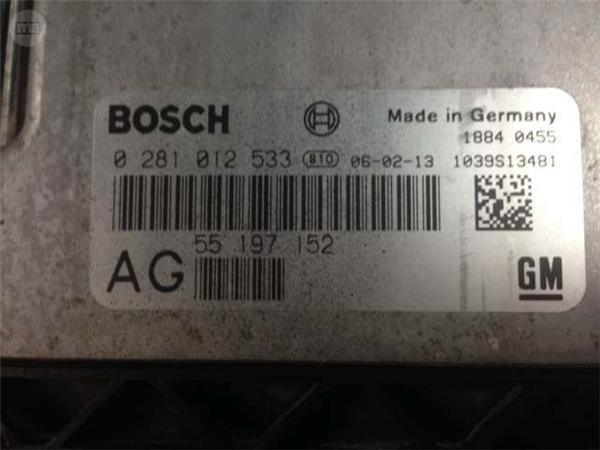 BOSCH
Made in Germany
1884 0455
0 281 012 533 810 06-02-13 1039S13481
55 197 152
AG
GM